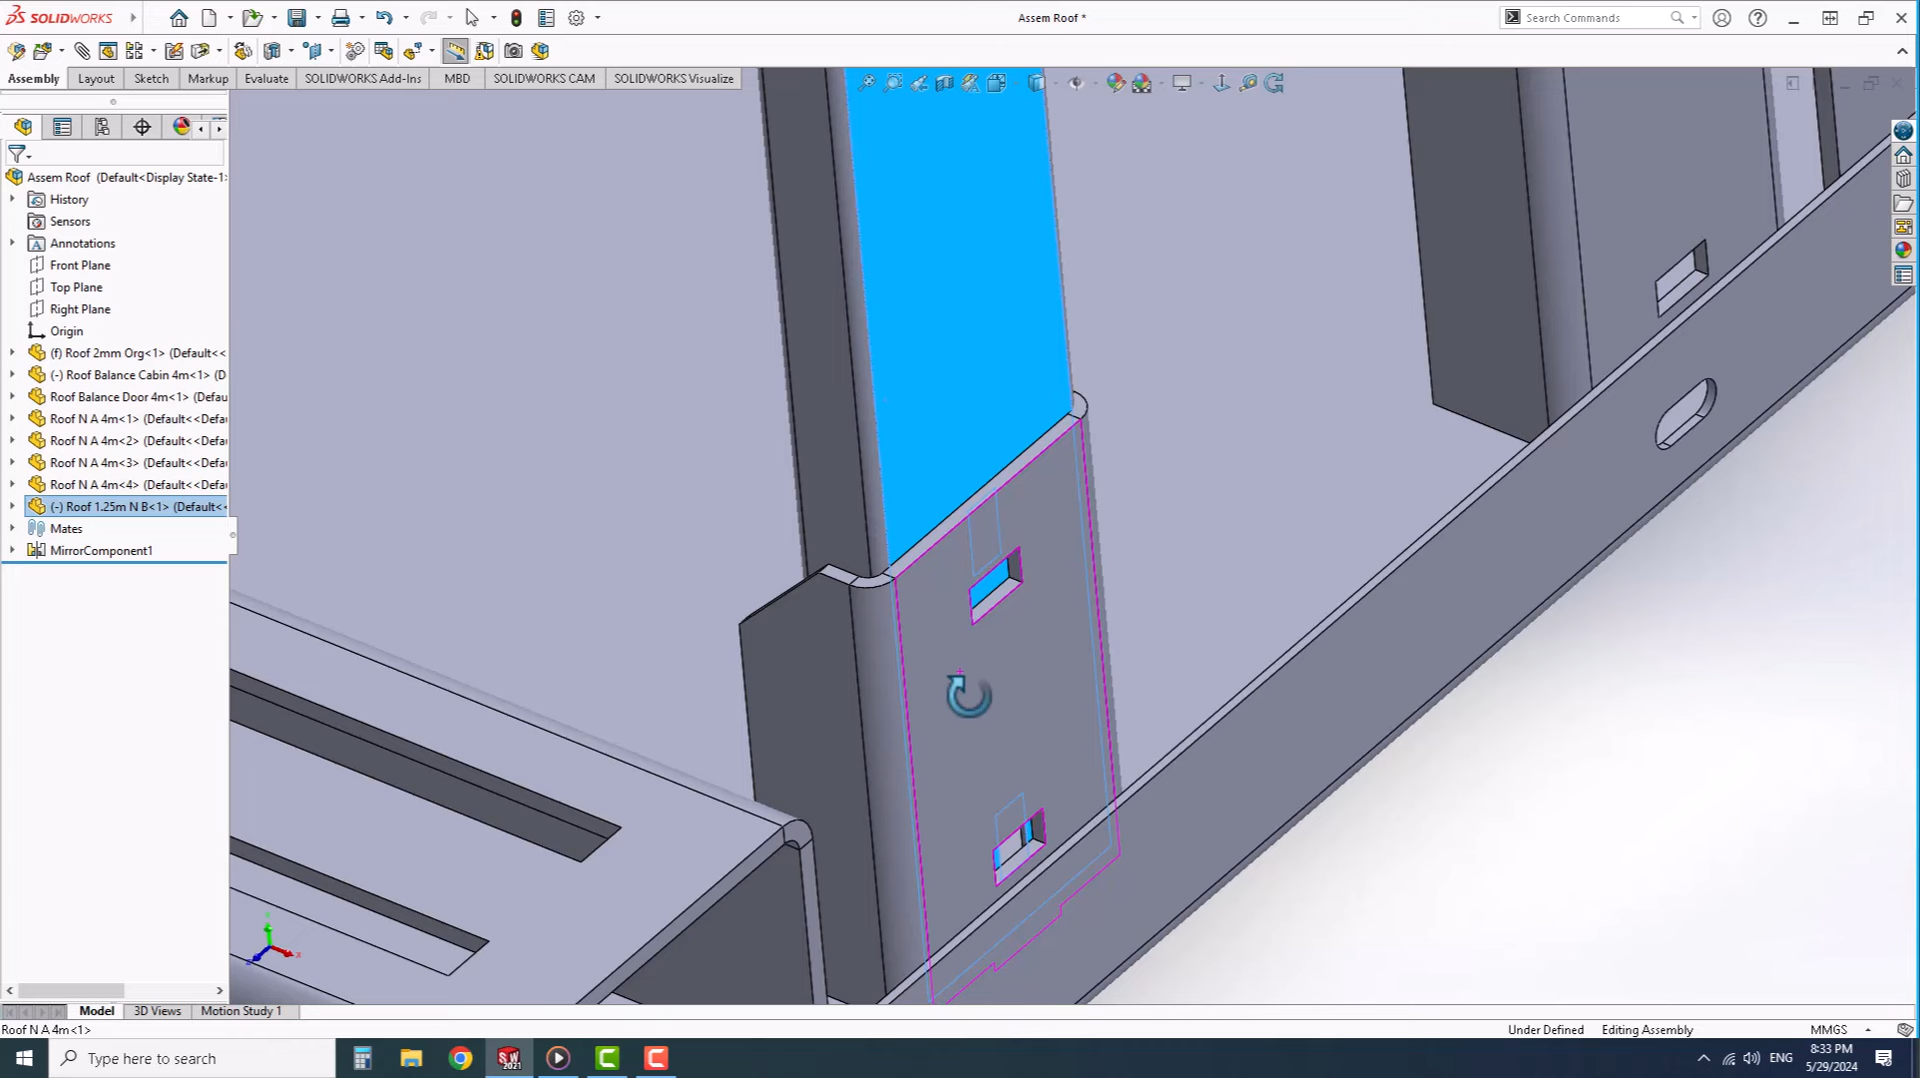 SOLIDWORKS
Assem Roof *
Search Commands
Assembly Layout Sketch Markup Evaluate SOLIDWORKS Add-Ins MBD SOLIDWORKS CAM SOLIDWORKS Visualize
Assem Roof (Default<Display State-1>
History
Sensors
Annotations
Front Plane
Top Plane
Right Plane
Origin
(f) Roof 2mm Org<1> (Default<<
(-) Roof Balance Cabin 4m<1> (D
Roof Balance Door 4m<1> (Defau
Roof N A 4m<1> (Default<<Defa
Roof N A 4m<2> (Default<<Defa
Roof N A 4m<3> (Default<<Defa
Roof N A 4m<4> (Default<<Defa
(-) Roof 1.25m N B<1> (Default<<
Mates
MirrorComponent1
Model 3D Views Motion Study 1
Roof N A 4m<1>
Under Defined Editing Assembly MMGS
Type here to search
SW
2021
ENG
8:33 PM
5/29/2024